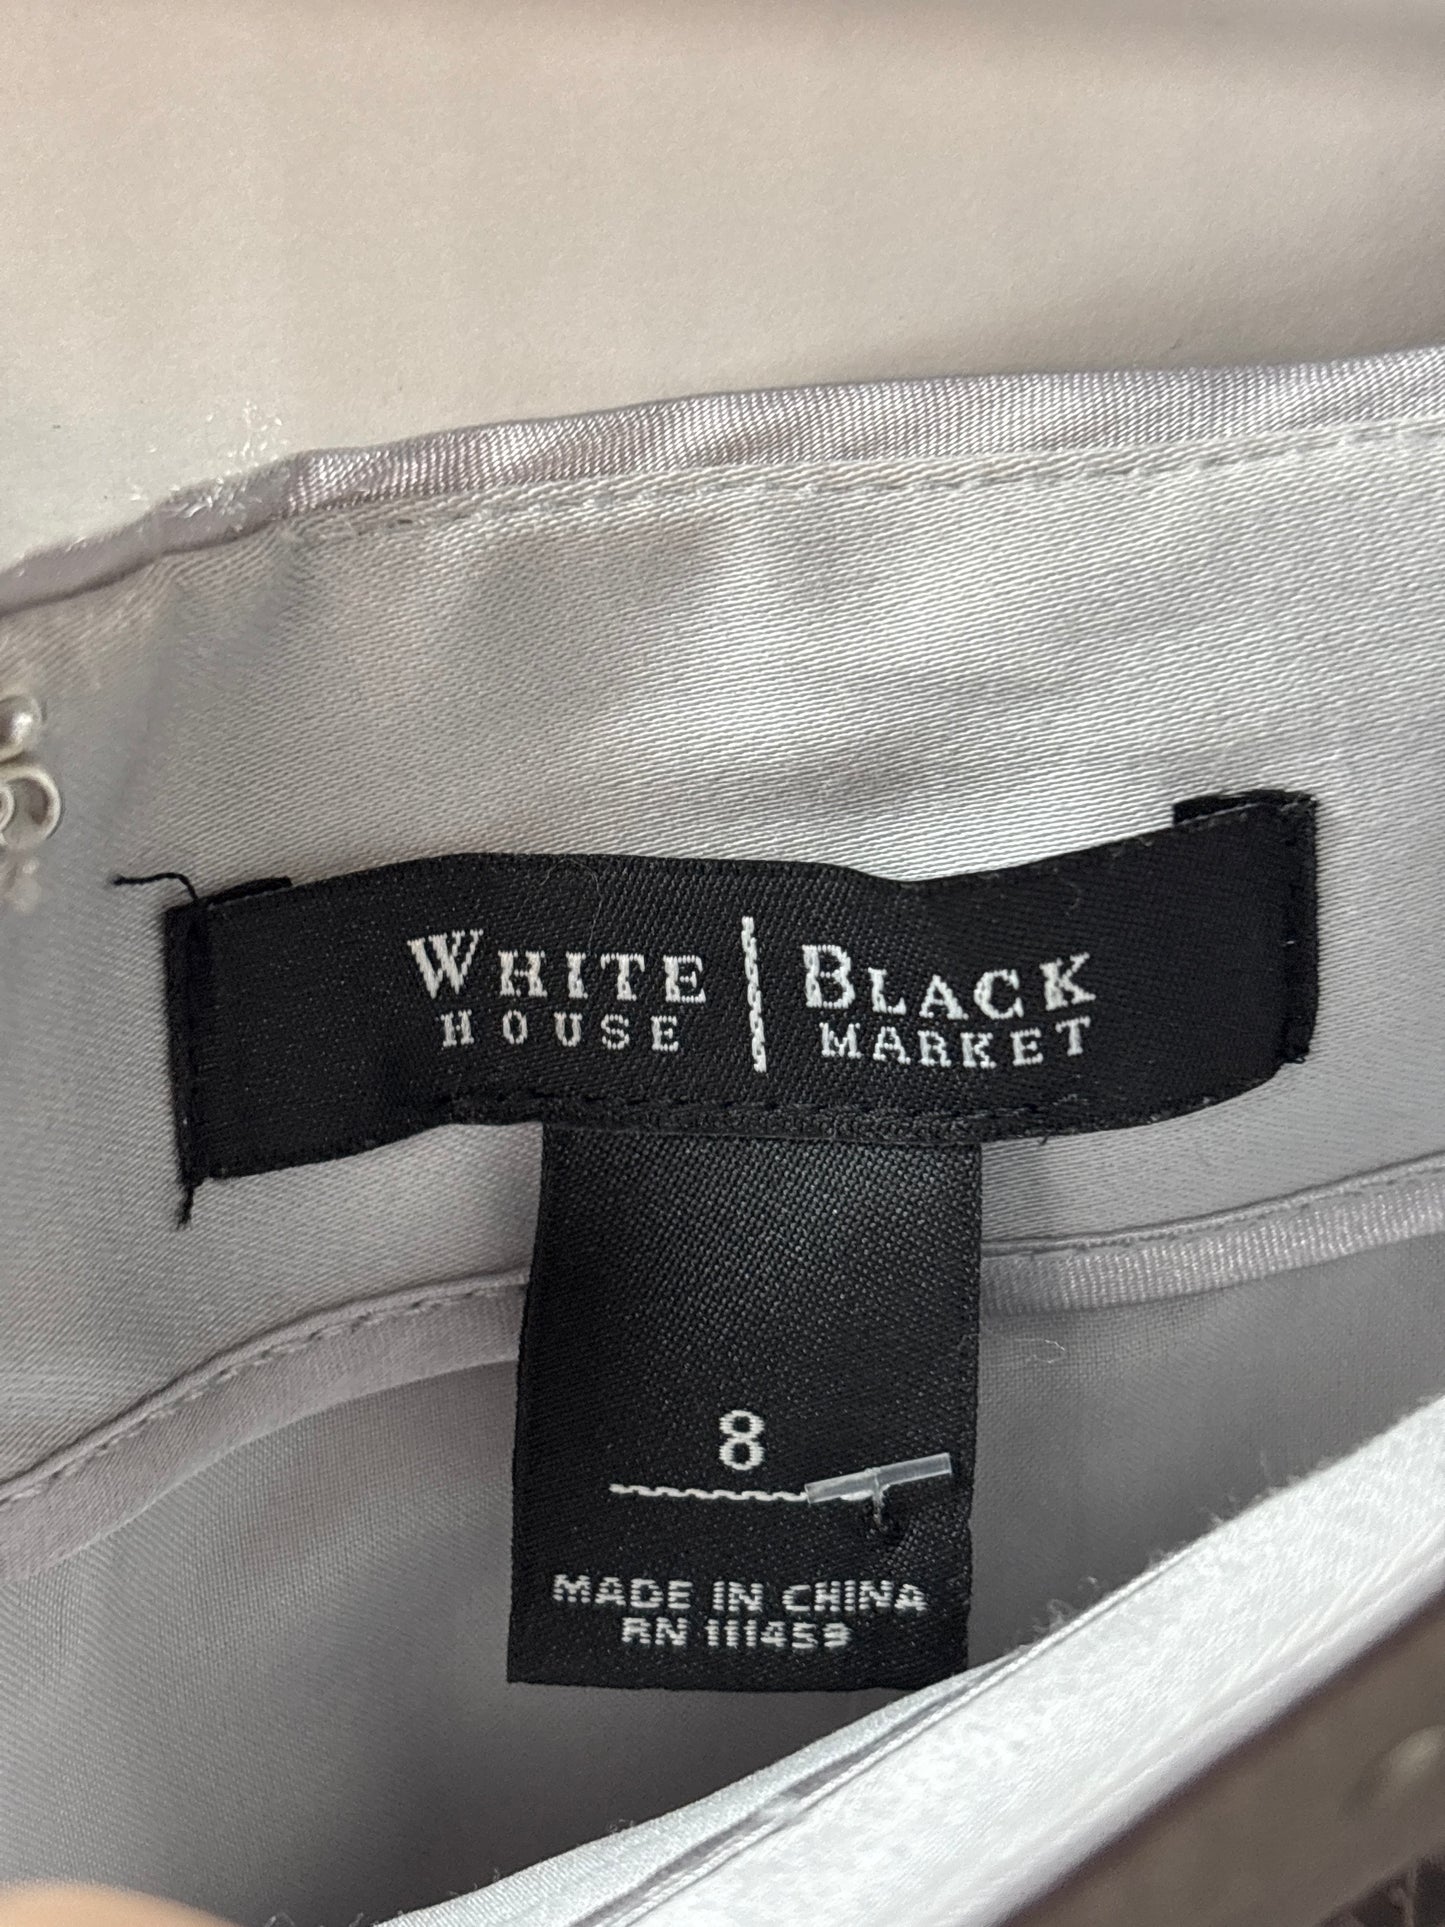 WHITE | BLACK
HOUSE | MARKET
8
MADE IN CHINA
RN 111459